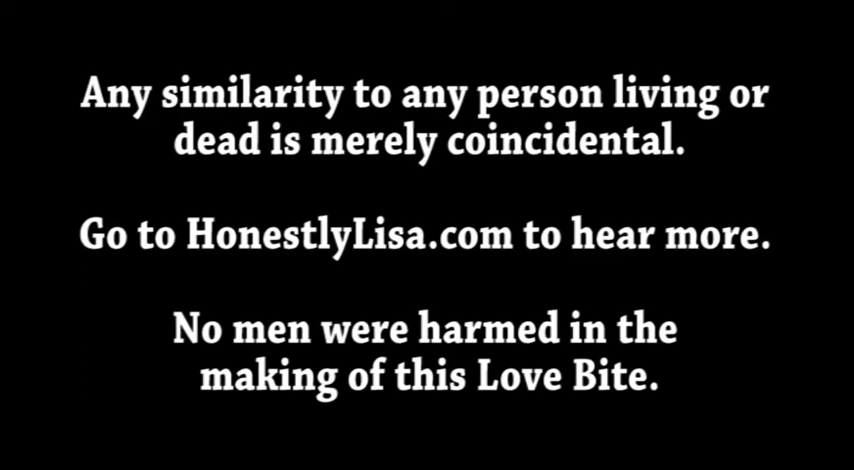 Any similarity to any person living or
dead is merely coincidental.
Go to HonestlyLisa.com to hear more.
No men were harmed in the
making of this Love Bite.